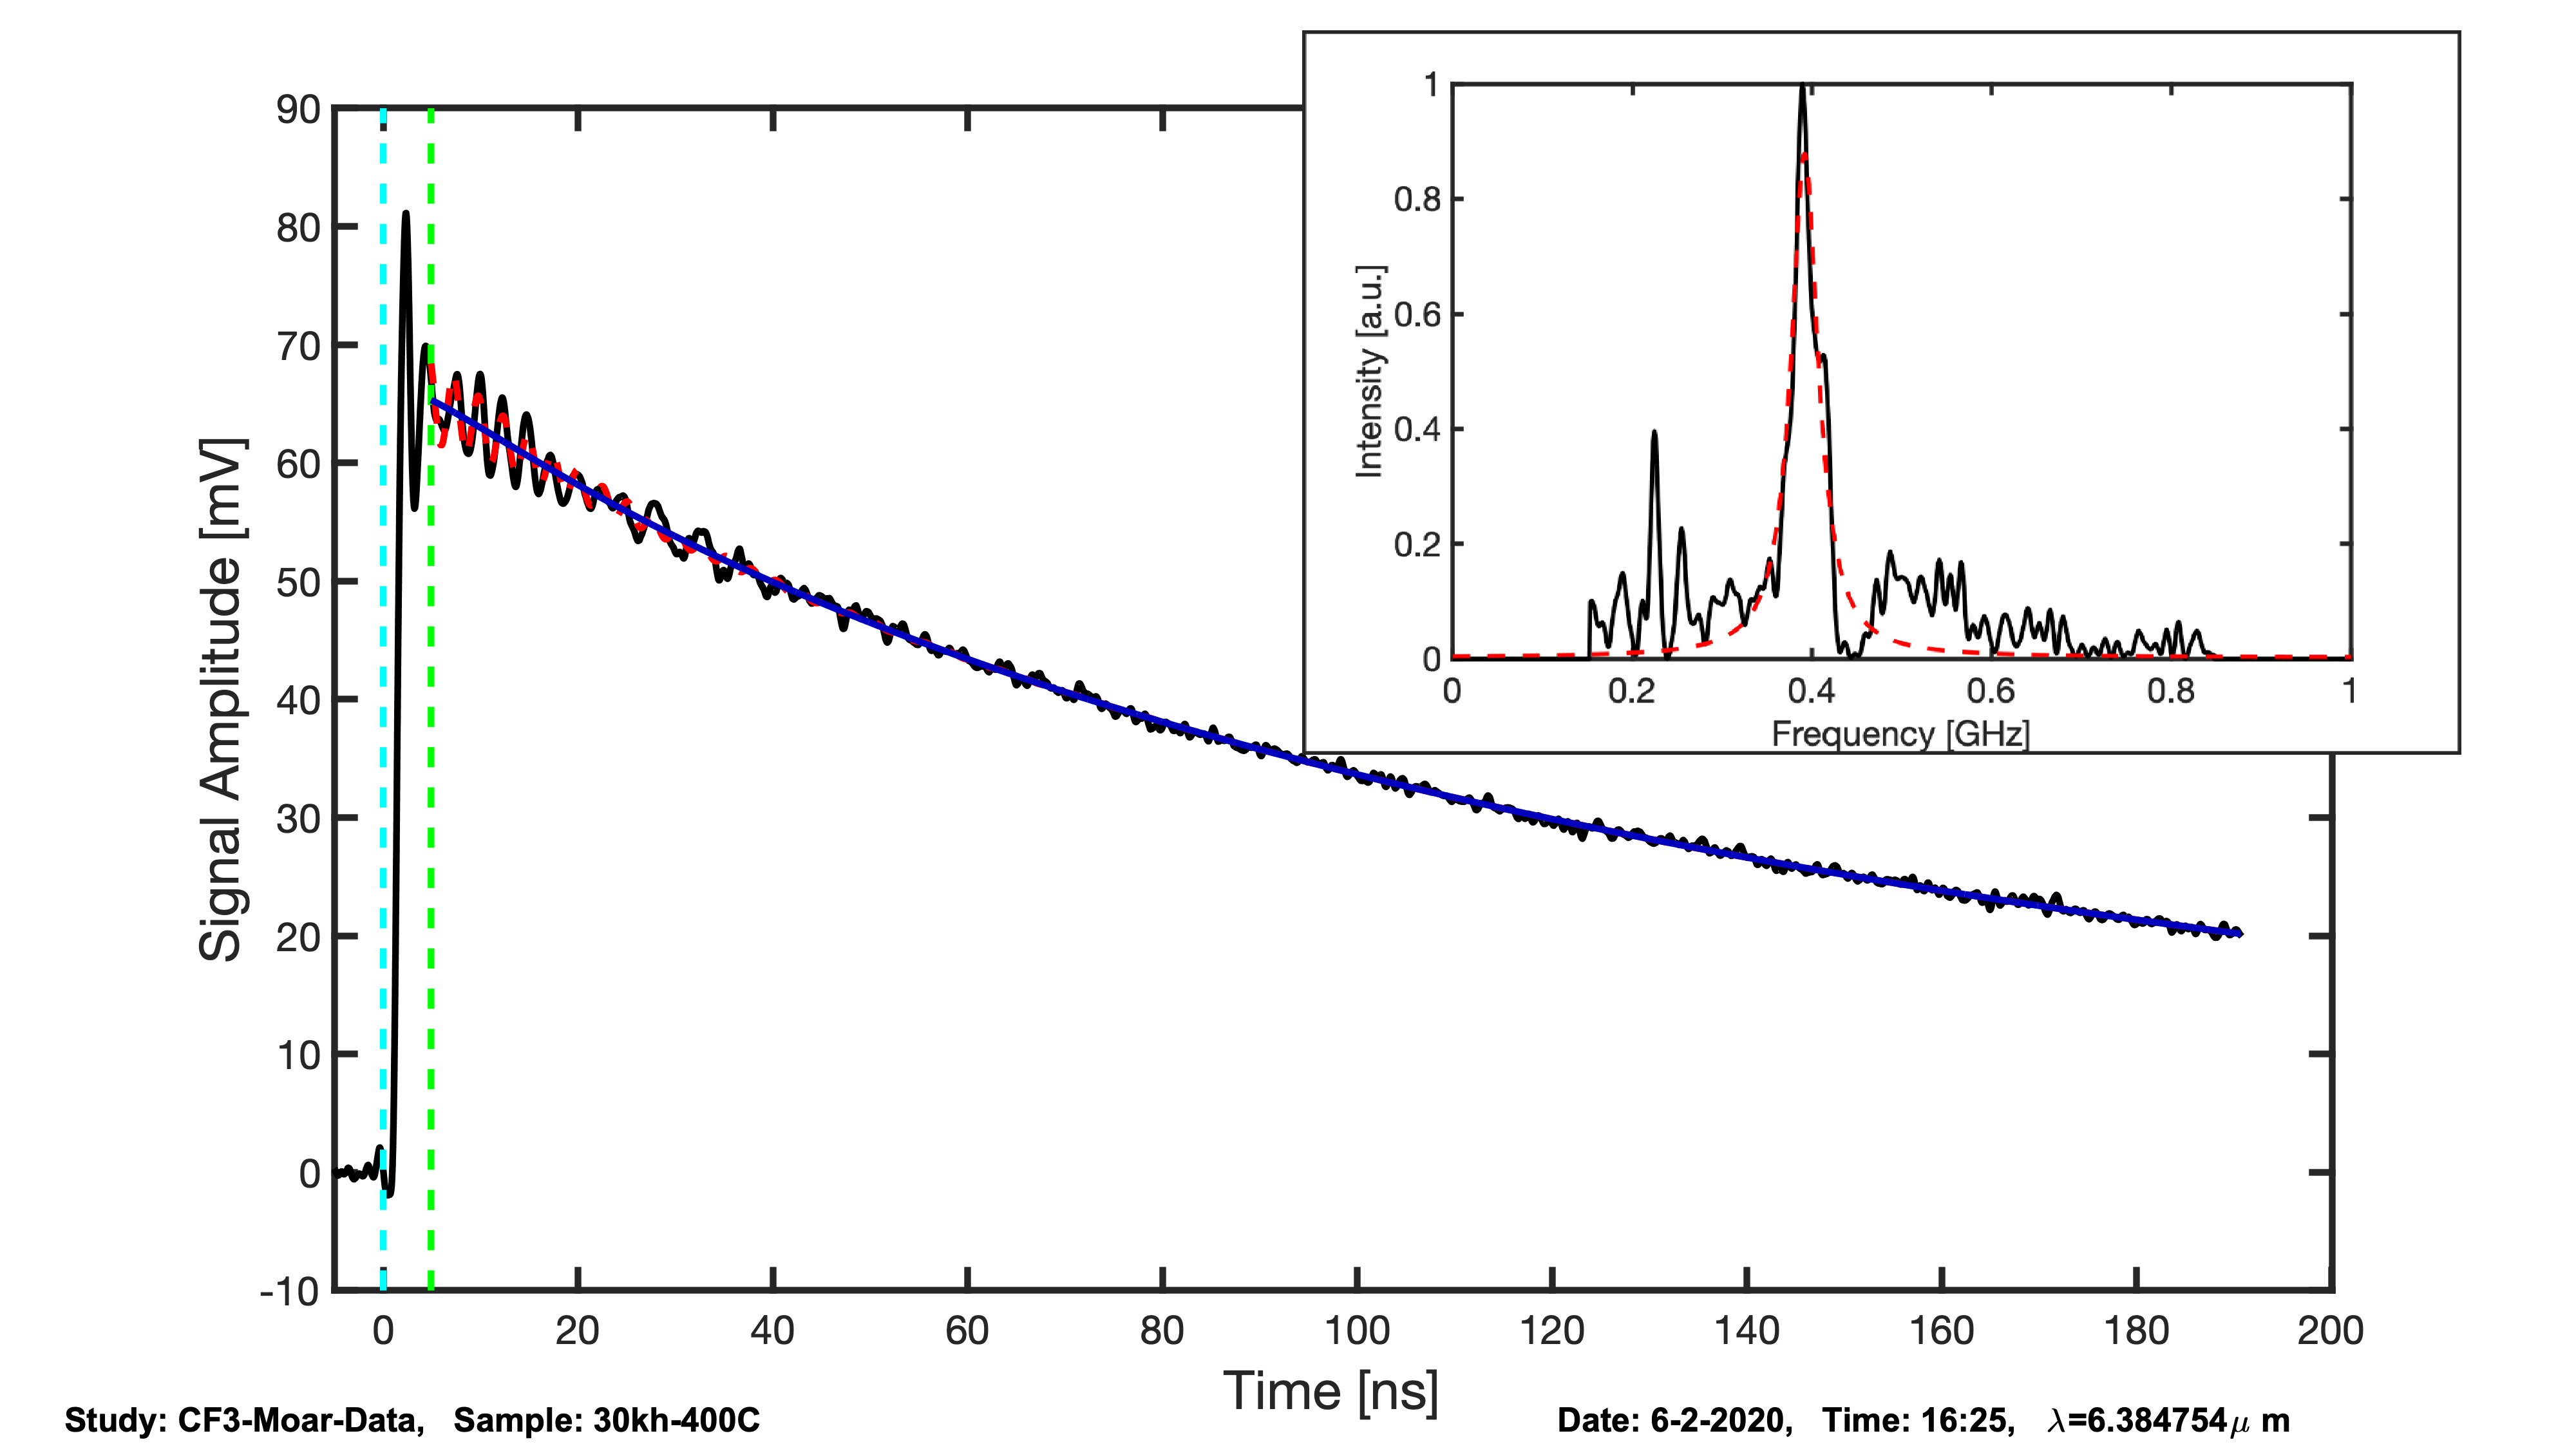 90
80
70
60
50
40
30
20
10
0
-10
Signal Amplitude [mV]
0 20 40 60 80 100 120 140 160 180 200
Time [ns]
1
0.8
0.6
0.4
0.2
0
Intensity [a.u.]
0 0.2 0.4 0.6 0.8 1
Frequency [GHz]
Study: CF3-Moar-Data, Sample: 30kh-400C
Date: 6-2-2020, Time: 16:25, λ=6.384754μ m